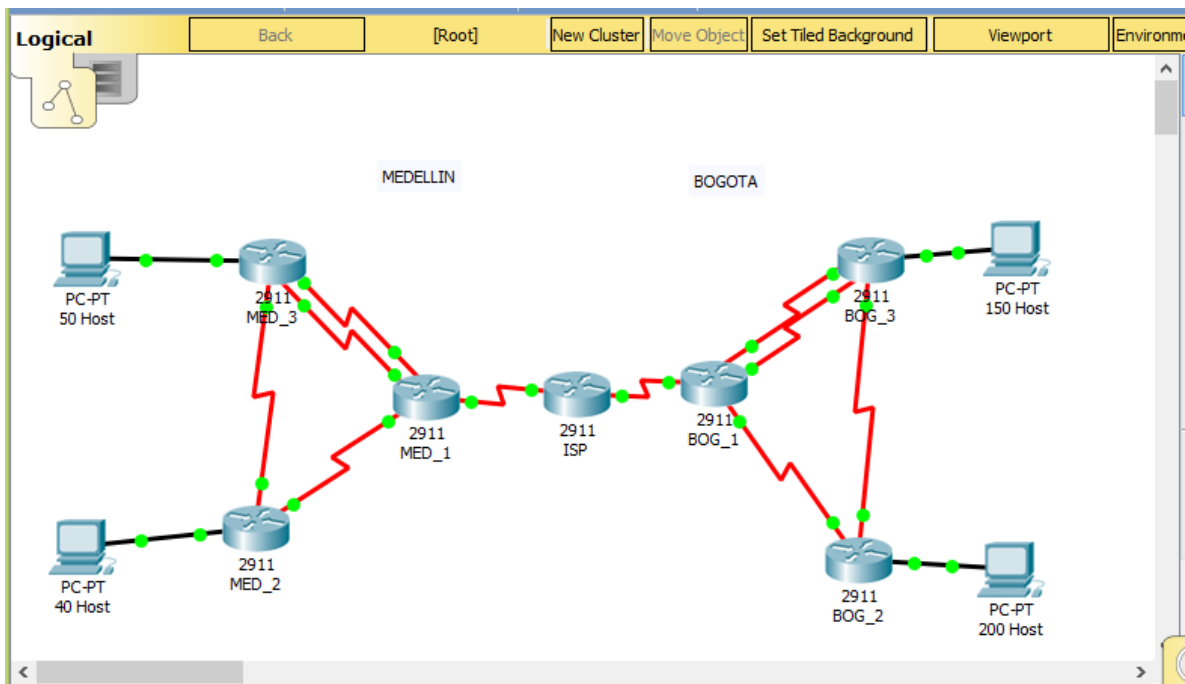 Logical
Back
[Root]
New Cluster
Move Object
Set Tiled Background
Viewport
Environme
MEDELLIN
BOGOTA
PC-PT
50 Host
2911
MED_3
2911
BOG_3
PC-PT
150 Host
2911
MED_1
2911
ISP
2911
BOG_1
PC-PT
40 Host
2911
MED_2
2911
BOG_2
PC-PT
200 Host